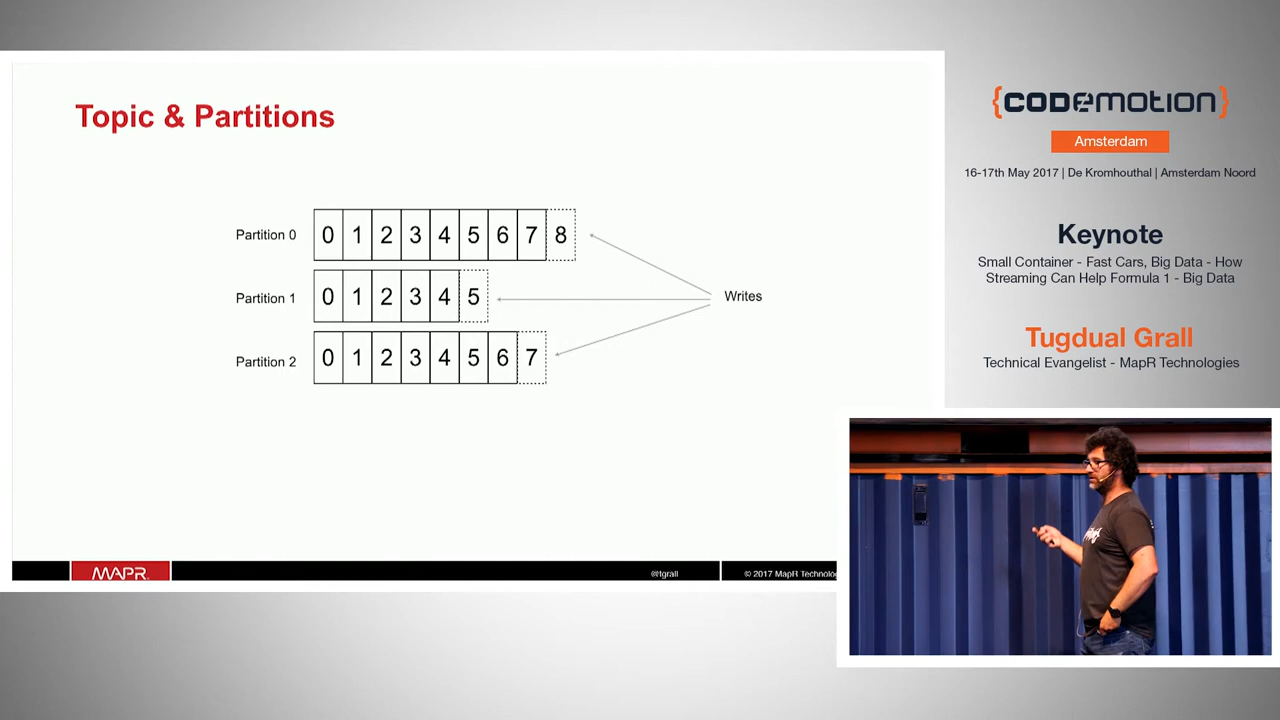 Topic & Partitions
Partition 0
0 1 2 3 4 5 6 7 8
Partition 1
0 1 2 3 4 5
Partition 2
0 1 2 3 4 5 6 7
Writes
MAPR
@tgrall
© 2017 MapR Technolo
{CODEMOTION}
Amsterdam
16-17th May 2017 | De Kromhouthal | Amsterdam Noord
Keynote
Small Container - Fast Cars, Big Data - How
Streaming Can Help Formula 1 - Big Data
Tugdual Grall
Technical Evangelist - MapR Technologies